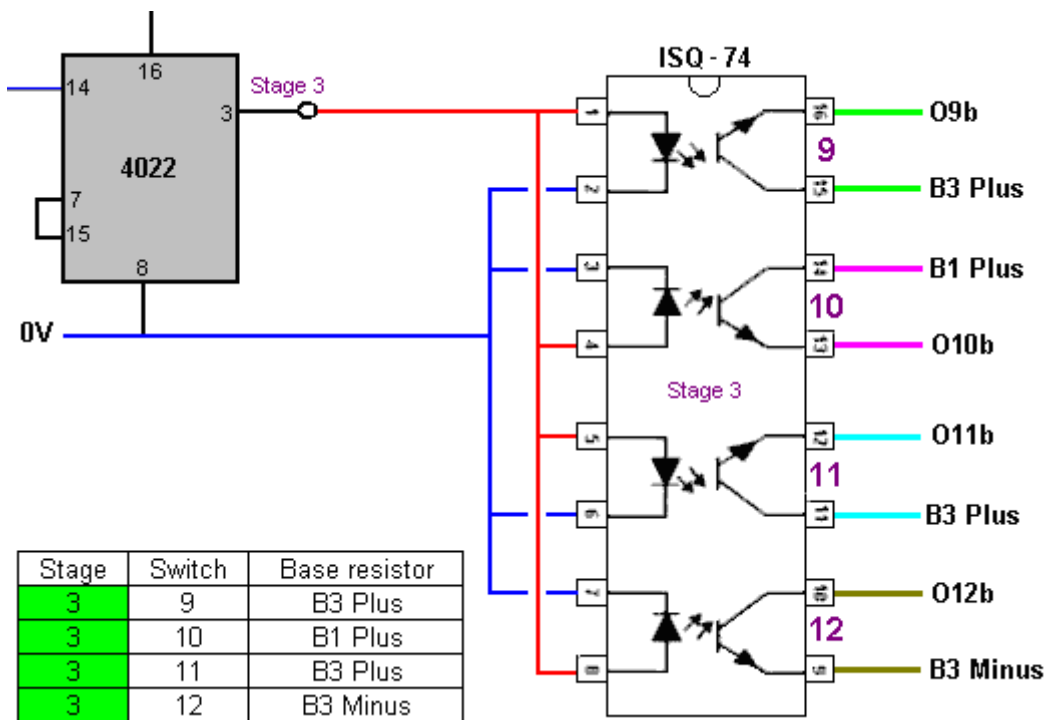 ISQ - 74
16
14
Stage 3
3
4022
7
15
8
0V
1
2
3
4
5
6
7
8
16
15
14
13
12
11
10
9
9
10
Stage 3
11
12
O9b
B3 Plus
B1 Plus
O10b
O11b
B3 Plus
O12b
B3 Minus
Stage Switch Base resistor
3 9 B3 Plus
3 10 B1 Plus
3 11 B3 Plus
3 12 B3 Minus